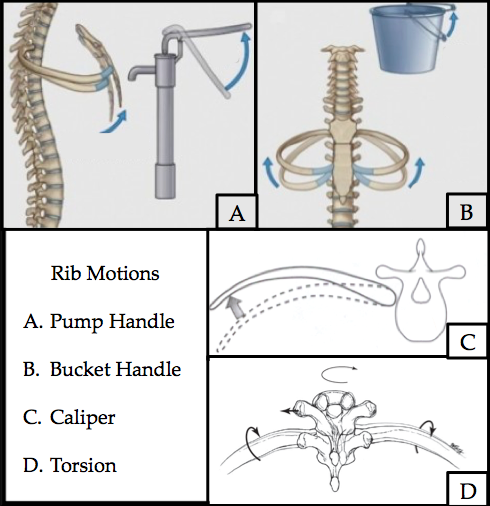 A
B
Rib Motions
A. Pump Handle
B. Bucket Handle
C. Caliper
D. Torsion
C
D